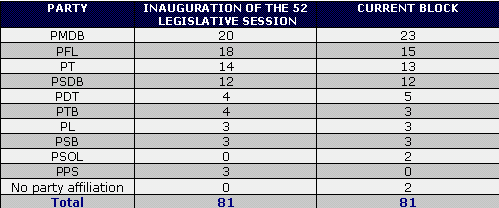 PARTY INAUGURATION OF THE 52 LEGISLATIVE SESSION CURRENT BLOCK
PMDB 20 23
PFL 18 15
PT 14 13
PSDB 12 12
PDT 4 5
PTB 4 3
PL 3 3
PSB 3 3
PSOL 0 2
PPS 3 0
No party affiliation 0 2
Total 81 81